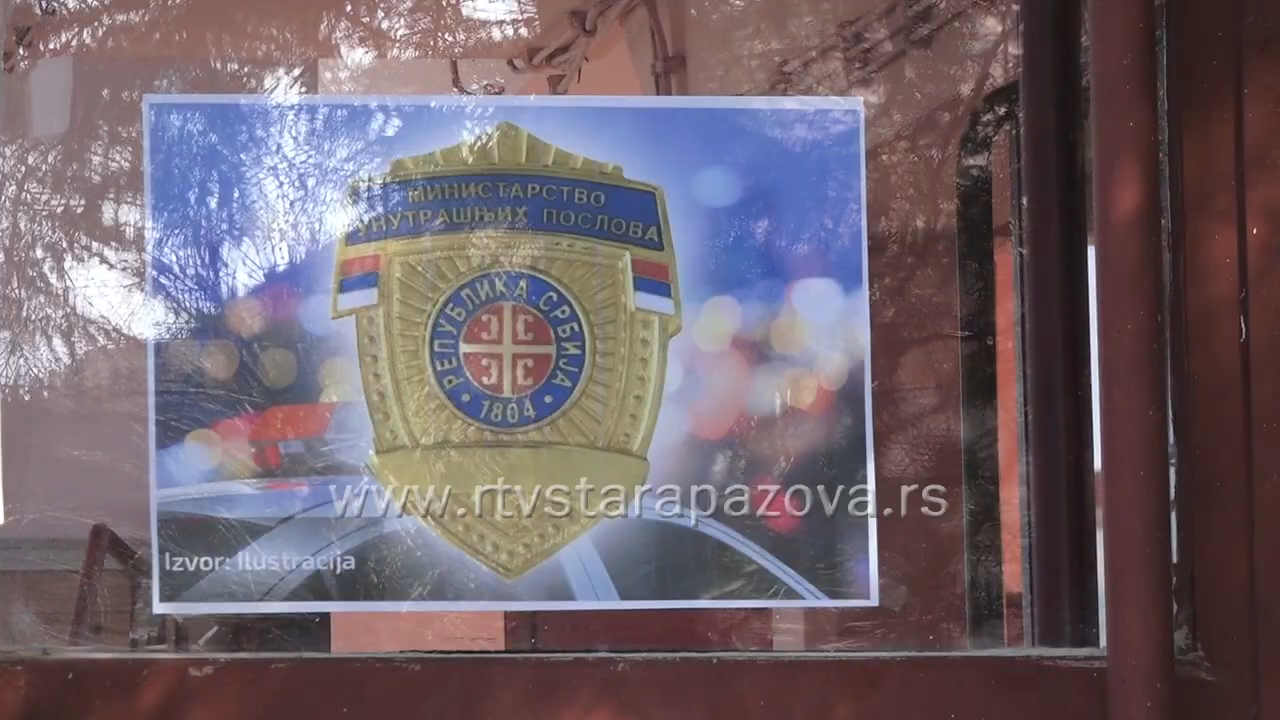 МИНИСТАРСТВО
УНУТРАШЊИХ ПОСЛОВА
РЕПУБЛИКА СРБИЈА
1804
www.rtvstarapazova.rs
Izvor: Ilustracija